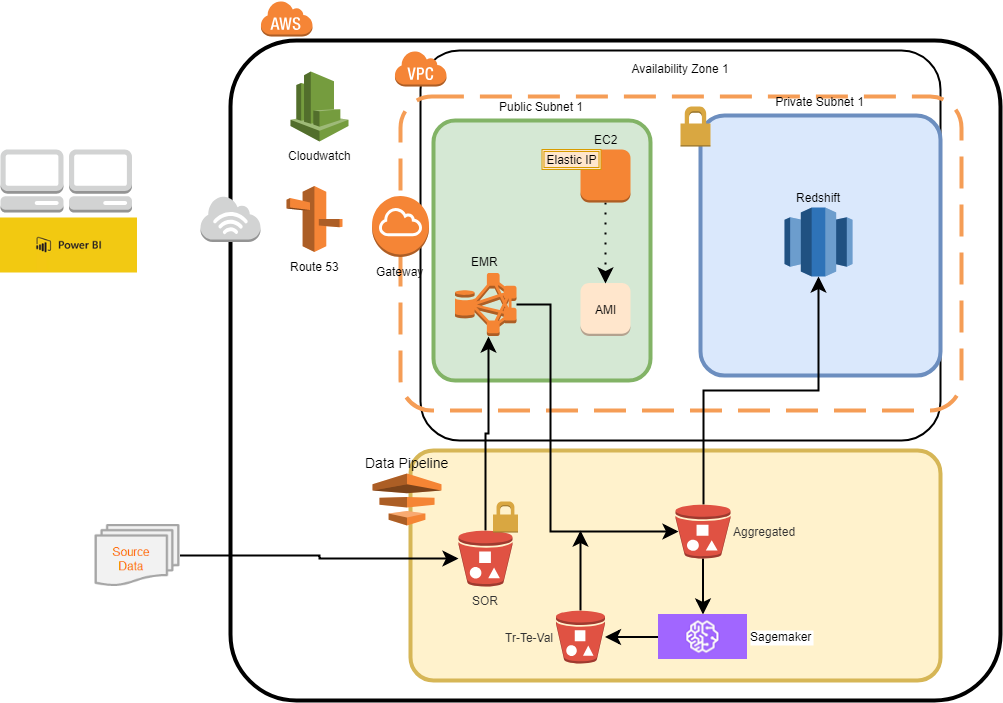 AWS
VPC
Availability Zone 1
Public Subnet 1
Private Subnet 1
Cloudwatch
EC2
Elastic IP
Redshift
Power BI
Route 53
Gateway
EMR
AMI
Data Pipeline
Source
Data
SOR
Aggregated
Tr-Te-Val
Sagemaker